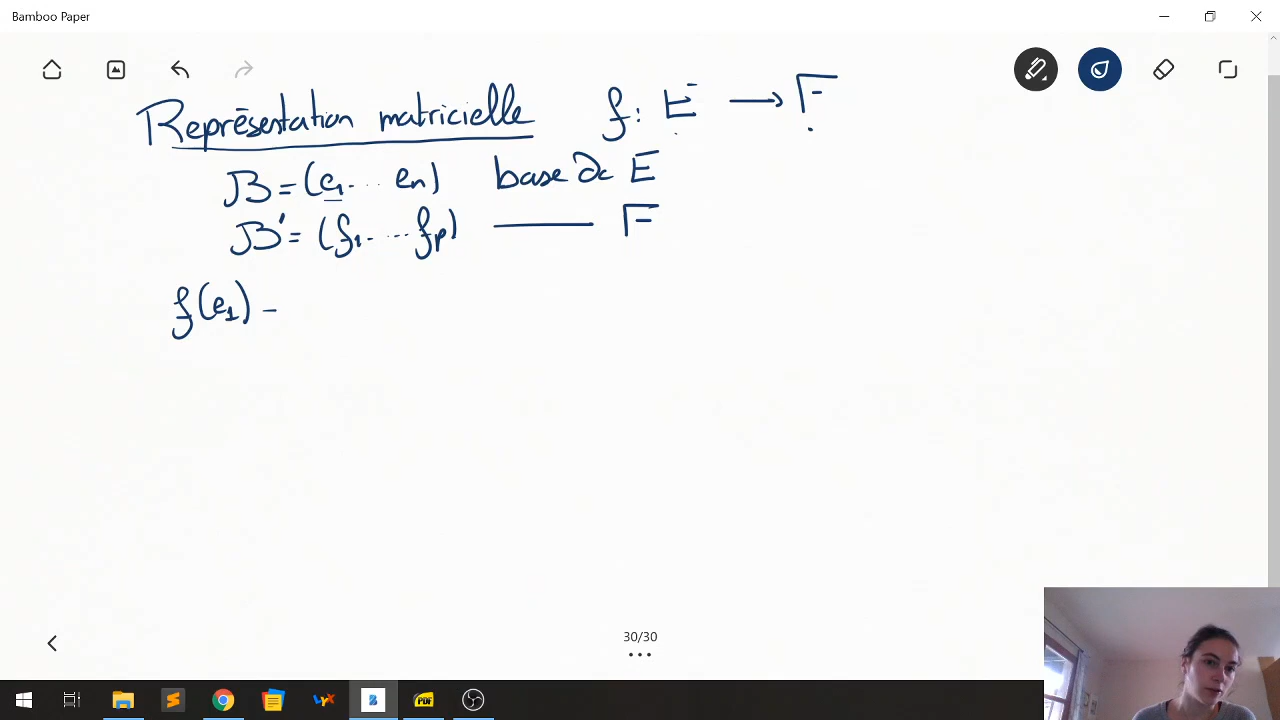 Bamboo Paper
Représentation matricielle f: E → F
B = (e₁... en) base de E
B' = (f₁.....fp) ——— F
f(e₁) -
30/30